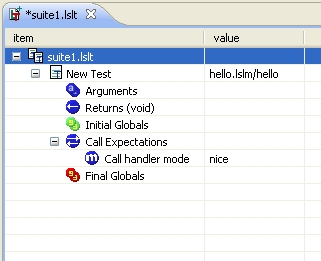 *suite1.lslt
item value
suite1.lslt
New Test hello.lslm/hello
Arguments
Returns (void)
Initial Globals
Call Expectations
m Call handler mode nice
Final Globals